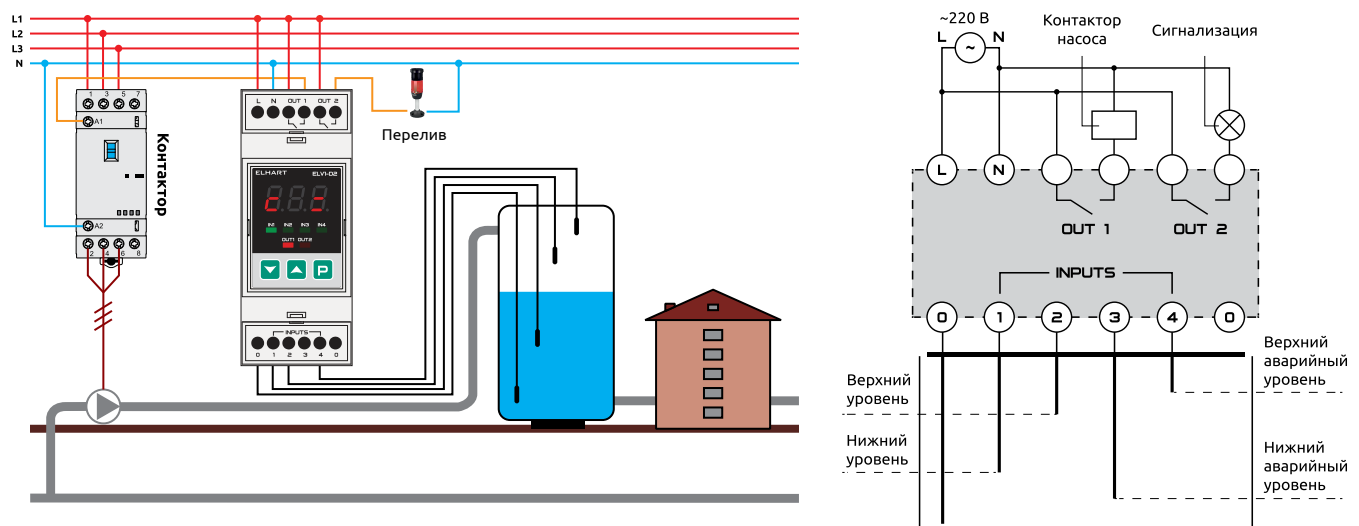 L1
L2
L3
N
1 3 5 7
A1
Контактор
A2
2 4 6 8
L N OUT 1 OUT 2
ELHART ELV1-D2
IN1 IN2 IN3 IN4
OUT1 OUT2
P
INPUTS
0 1 2 3 4 0
Перелив
~220 В
L N
~
Контактор
насоса
Сигнализация
L N
OUT 1 OUT 2
INPUTS
0 1 2 3 4 0
Верхний
уровень
Нижний
уровень
Верхний
аварийный
уровень
Нижний
аварийный
уровень